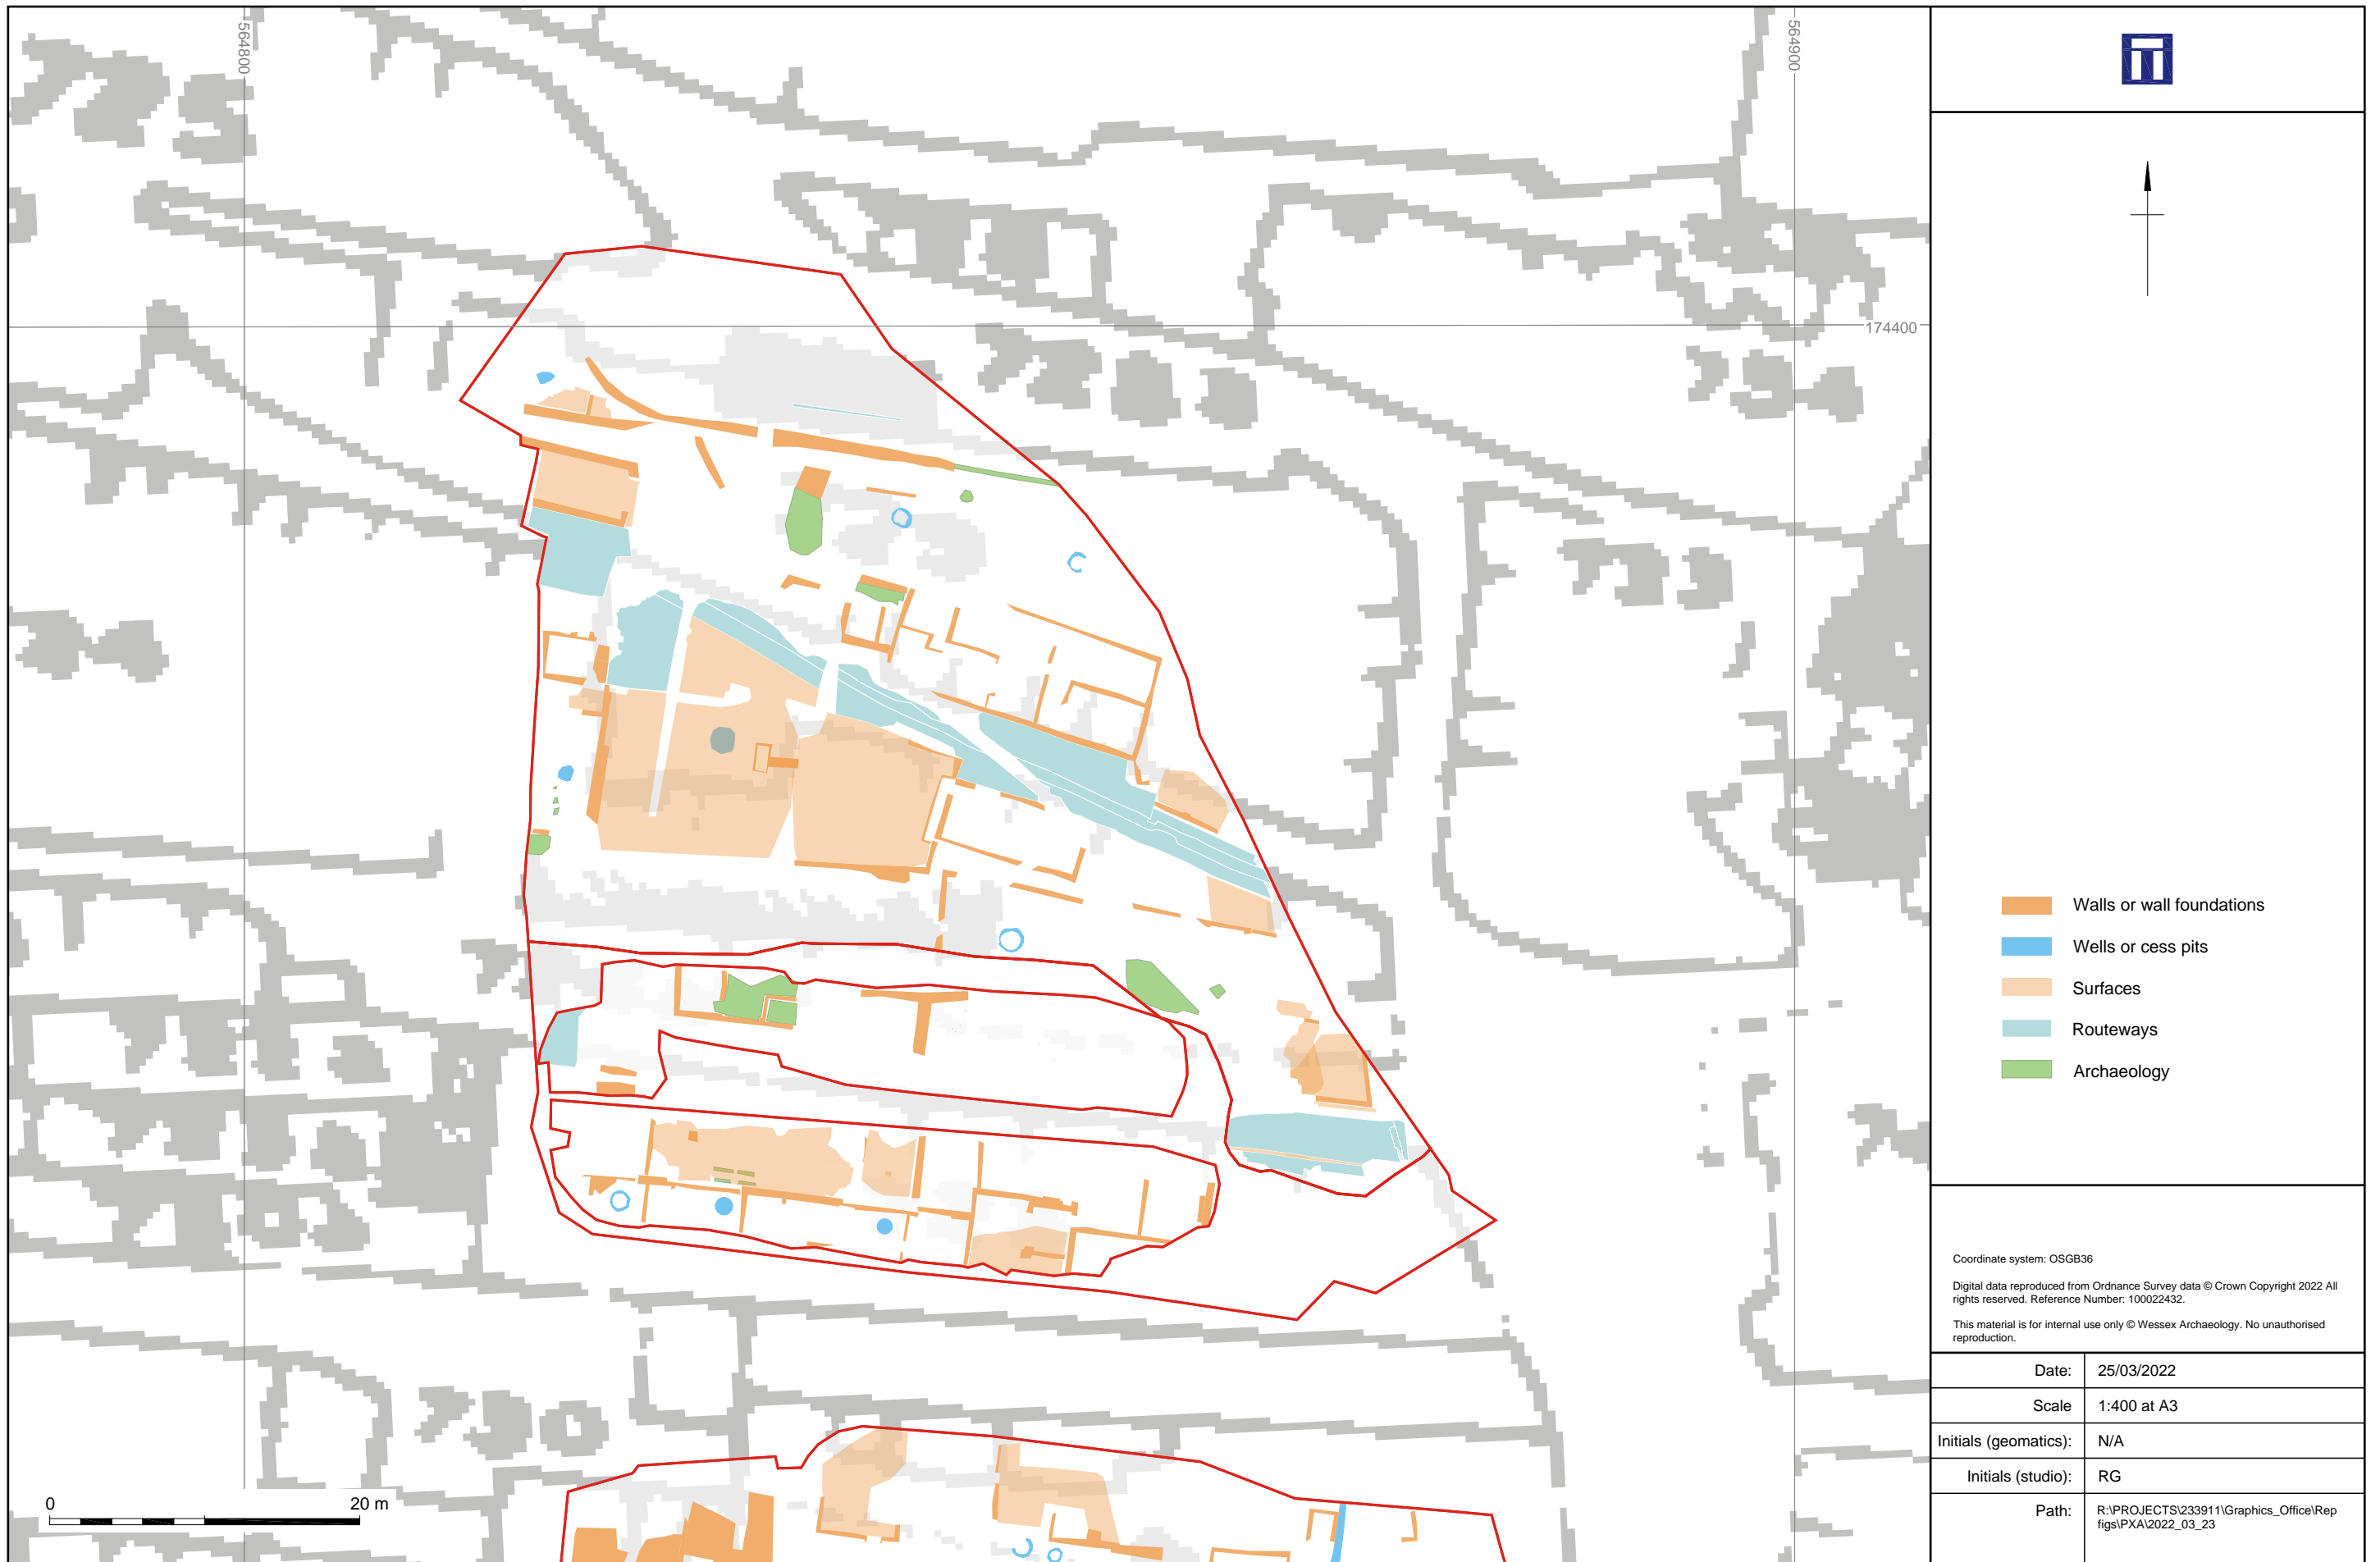 564800
564900
174400
Walls or wall foundations
Wells or cess pits
Surfaces
Routeways
Archaeology
Coordinate system: OSGB36
Digital data reproduced from Ordnance Survey data © Crown Copyright 2022 All
rights reserved. Reference Number: 100022432.
This material is for internal use only © Wessex Archaeology. No unauthorised
reproduction.
Date: 25/03/2022
Scale 1:400 at A3
Initials (geomatics): N/A
Initials (studio): RG
Path: R:\PROJECTS\233911\Graphics_Office\Rep
figs\PXA\2022_03_23
0 20 m